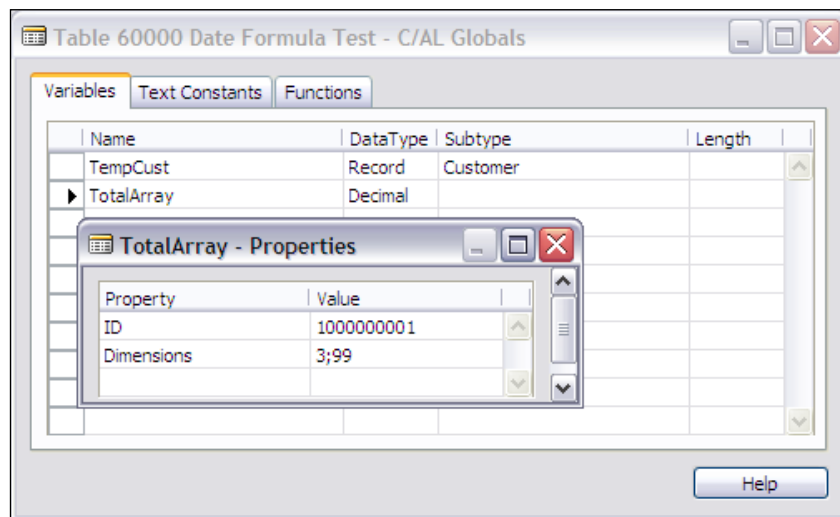 Table 60000 Date Formula Test - C/AL Globals
Variables Text Constants Functions
Name DataType Subtype Length
TempCust Record Customer
TotalArray Decimal
TotalArray - Properties
Property Value
ID 1000000001
Dimensions 3;99
Help